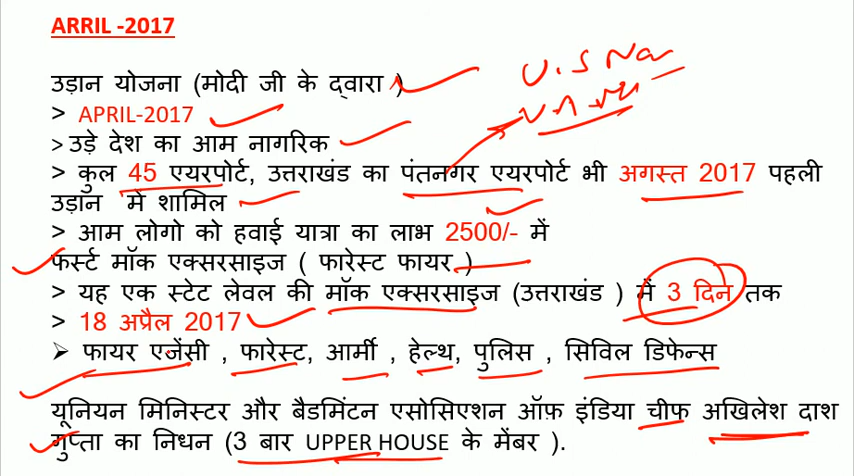 ARRIL -2017
उड़ान योजना (मोदी जी के द्वारा )
> APRIL-2017
>उड़े देश का आम नागरिक
> कुल 45 एयरपोर्ट, उत्तराखंड का पंतनगर एयरपोर्ट भी अगस्त 2017 पहली
उड़ान में शामिल
> आम लोगो को हवाई यात्रा का लाभ 2500/- में
फर्स्ट मॉक एक्सरसाइज ( फारेस्ट फायर )
> यह एक स्टेट लेवल की मॉक एक्सरसाइज (उत्तराखंड ) में 3 दिन तक
> 18 अप्रैल 2017
➢ फायर एजेंसी , फारेस्ट, आर्मी , हेल्थ, पुलिस , सिविल डिफेन्स
यूनियन मिनिस्टर और बैडमिंटन एसोसिएशन ऑफ़ इंडिया चीफ अखिलेश दाश
गुप्ता का निधन (3 बार UPPER HOUSE के मेंबर ).
U.S Na